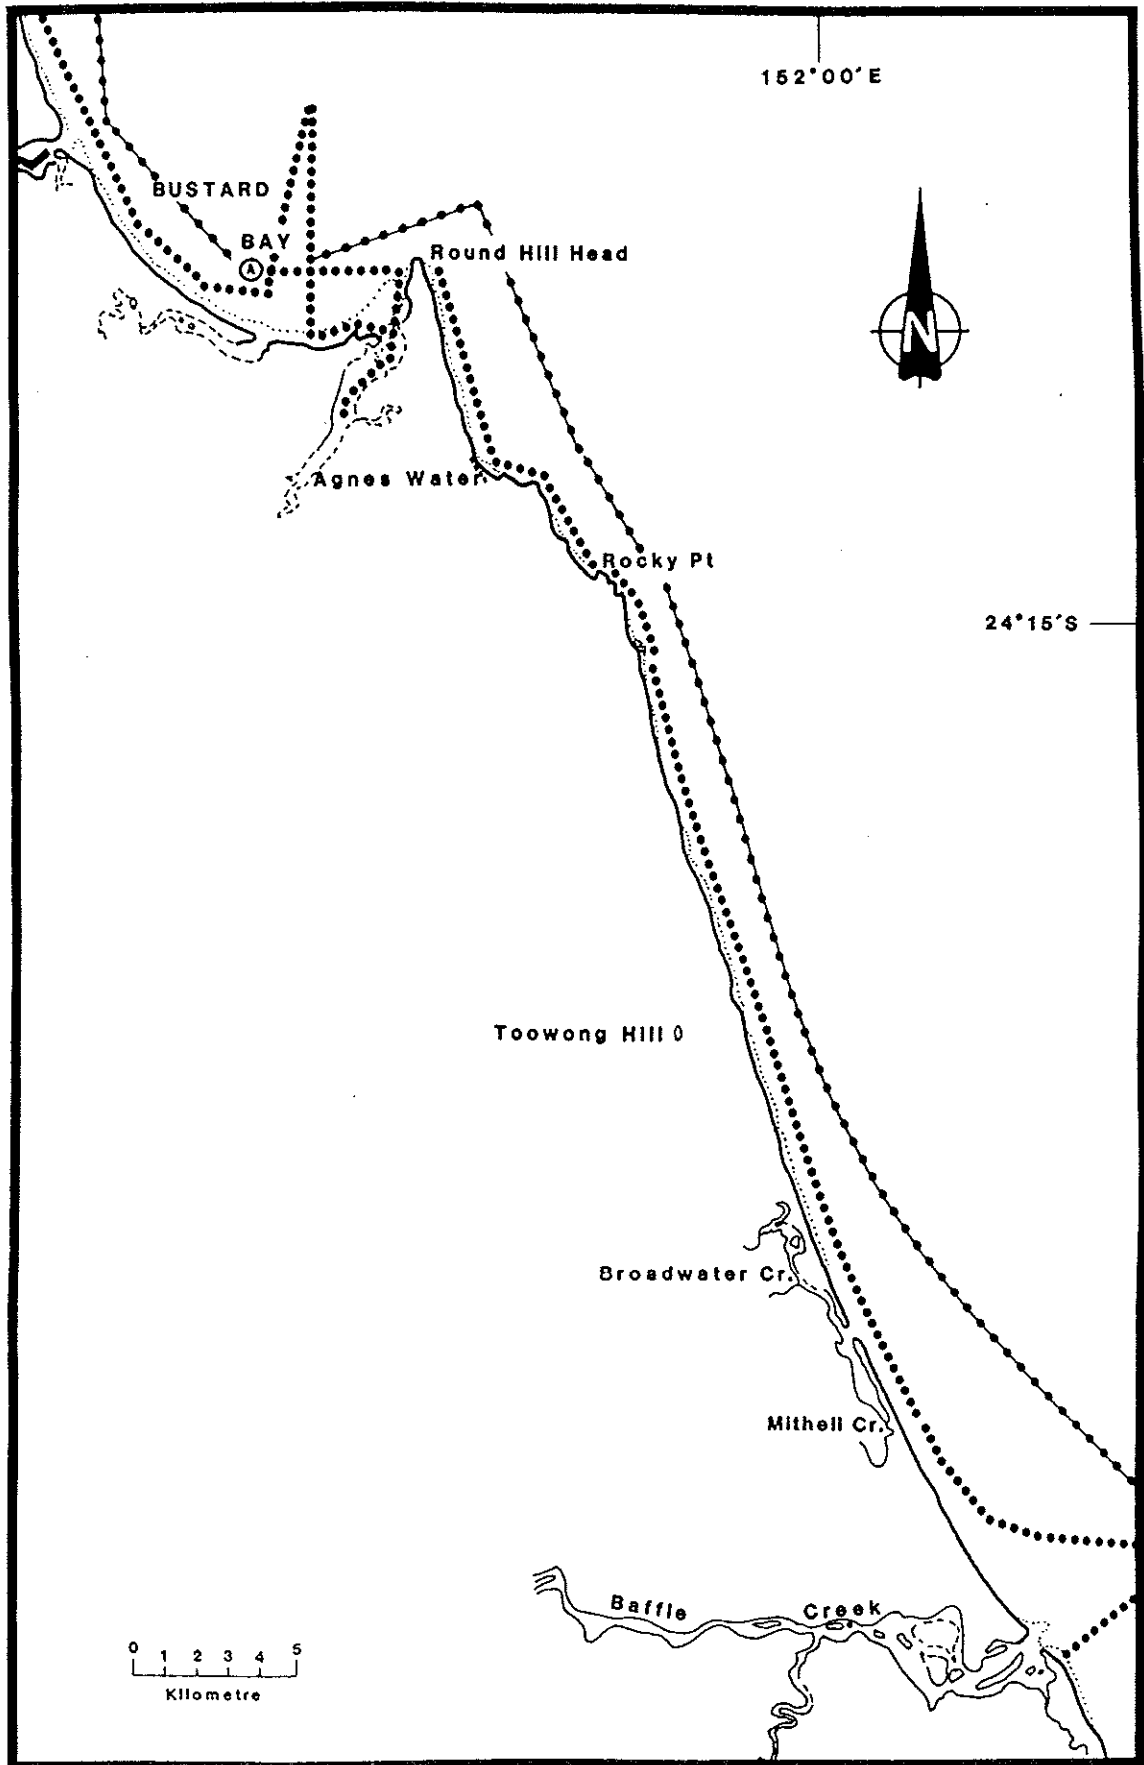 152°00'E
BUSTARD
BAY
A
Round Hill Head
N
Agnes Water
Rocky Pt
24°15'S
Toowong Hill
Broadwater Cr.
Mithell Cr.
Baffle Creek
0 1 2 3 4 5
Kilometre